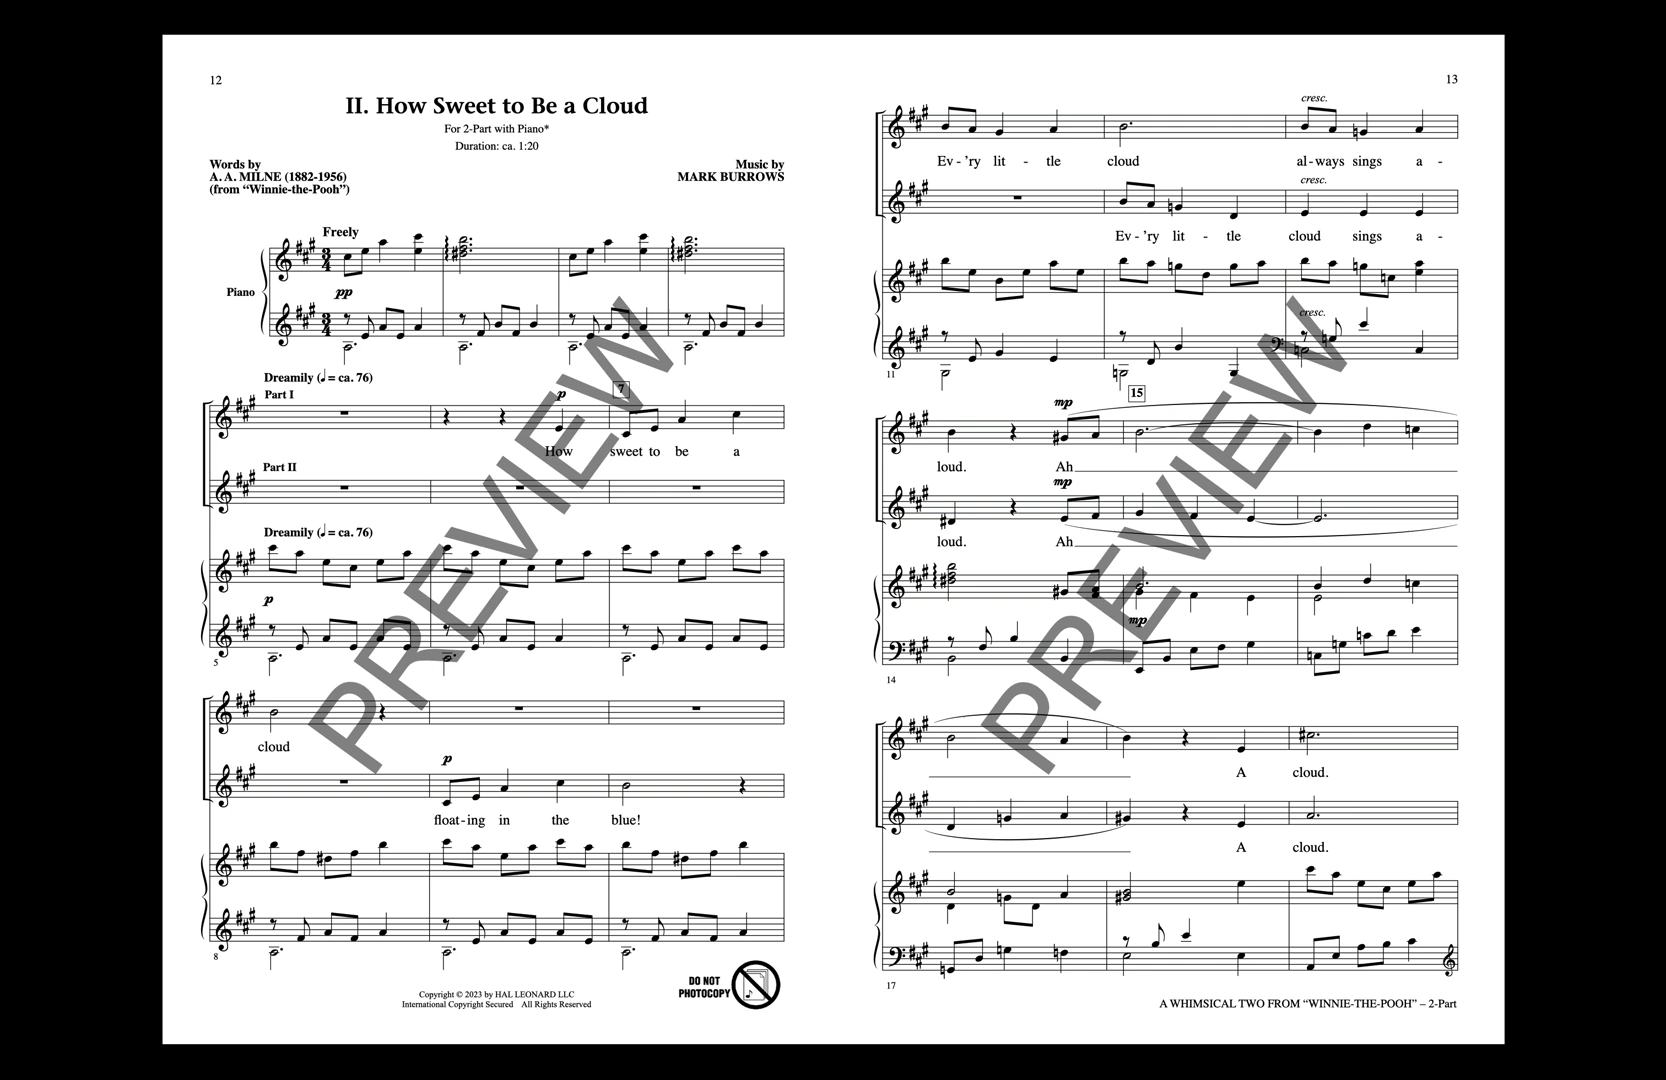 12
II. How Sweet to Be a Cloud
For 2-Part with Piano*
Duration: ca. 1:20
Words by
A. A. MILNE (1882-1956)
(from “Winnie-the-Pooh”)
Music by
MARK BURROWS
Freely
Piano
pp
Dreamily (♩ = ca. 76)
Part I
p
7
How sweet to be a
Part II
Dreamily (♩ = ca. 76)
p
5
cloud
p
float - ing in the blue!
8
Copyright © 2023 by HAL LEONARD LLC
International Copyright Secured All Rights Reserved
DO NOT
PHOTOCOPY
PREVIEW
13
cresc.
Ev - ’ry lit - tle cloud al - ways sings a -
cresc.
Ev - ’ry lit - tle cloud sings a -
cresc.
11
mp
15
loud. Ah
mp
loud. Ah
mp
14
A cloud.
A cloud.
17
A WHIMSICAL TWO FROM “WINNIE-THE-POOH” – 2-Part
PREVIEW